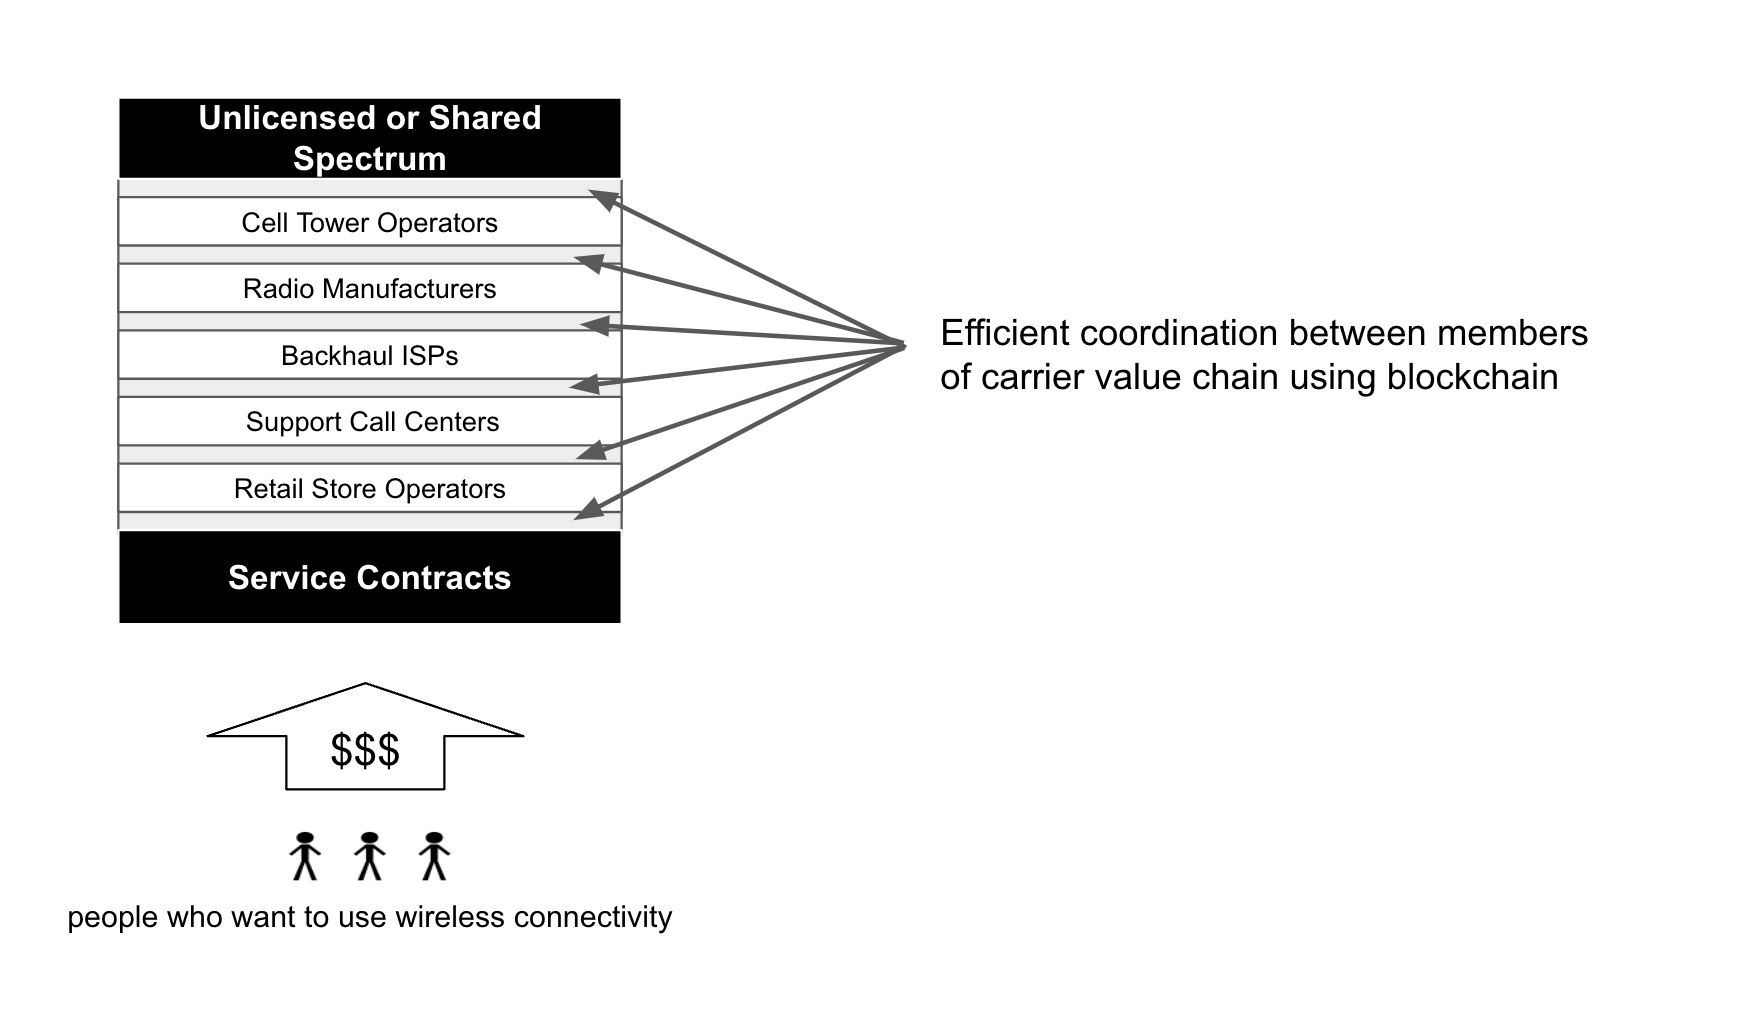 Unlicensed or Shared
Spectrum
Cell Tower Operators
Radio Manufacturers
Backhaul ISPs
Support Call Centers
Retail Store Operators
Service Contracts
Efficient coordination between members
of carrier value chain using blockchain
$$$
people who want to use wireless connectivity